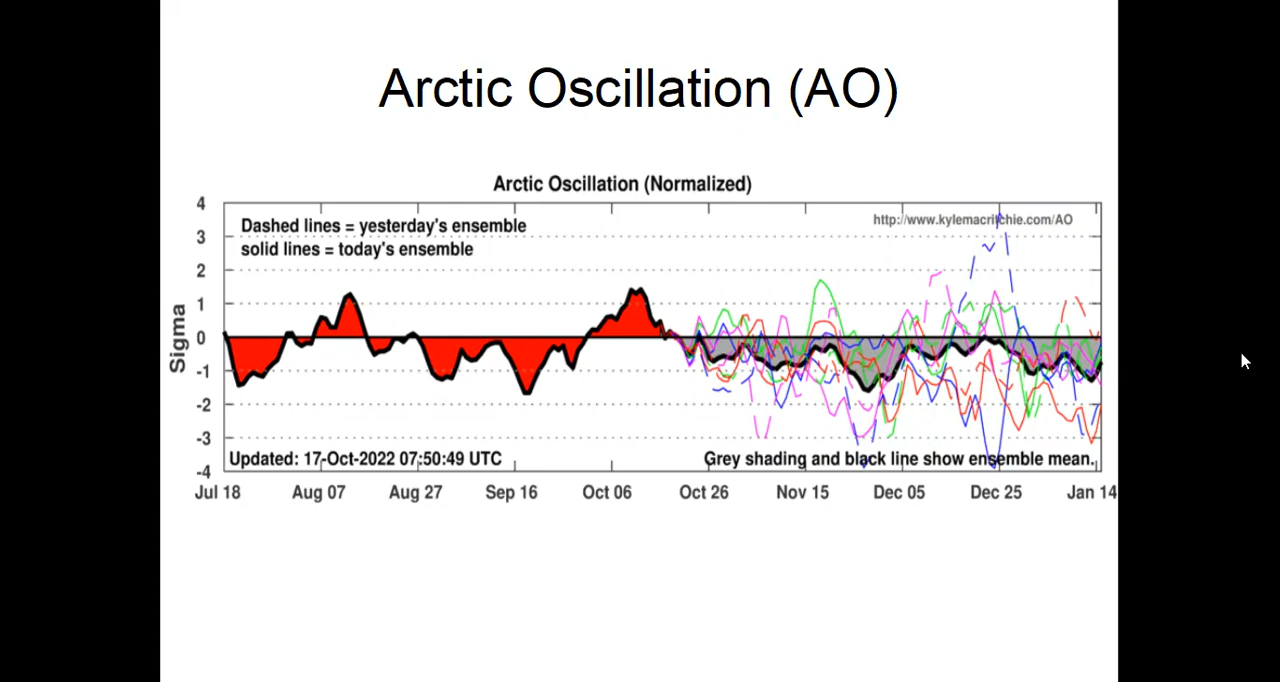 Arctic Oscillation (AO)
Arctic Oscillation (Normalized)
4
Dashed lines = yesterday's ensemble
http://www.kylemacritchie.com/AO
3
solid lines = today's ensemble
2
1
Sigma
0
-1
-2
-3
Updated: 17-Oct-2022 07:50:49 UTC
Grey shading and black line show ensemble mean.
-4
Jul 18 Aug 07 Aug 27 Sep 16 Oct 06 Oct 26 Nov 15 Dec 05 Dec 25 Jan 14